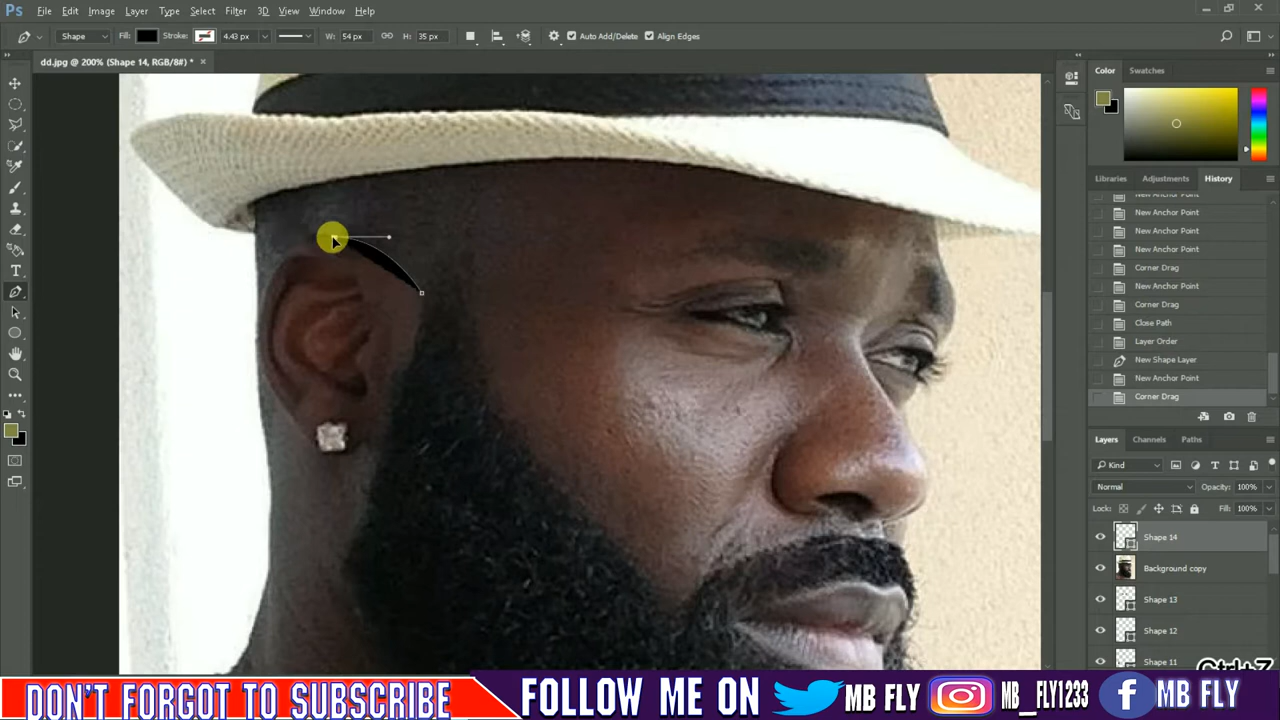 Ps File Edit Image Layer Type Select Filter 3D View Window Help
Shape Fill: Stroke: 4.43 px W: 54 px H: 35 px Auto Add/Delete Align Edges
dd.jpg @ 200% (Shape 14, RGB/8#) * ×
Color Swatches
Libraries Adjustments History
New Anchor Point
New Anchor Point
New Anchor Point
New Anchor Point
Corner Drag
New Anchor Point
Corner Drag
Close Path
Layer Order
New Shape Layer
New Anchor Point
Corner Drag
Layers Channels Paths
Kind
Normal Opacity: 100%
Lock: Fill: 100%
Shape 14
Background copy
Shape 13
Shape 12
Shape 11
Ctrl+Z
DON'T FORGOT TO SUBSCRIBE FOLLOW ME ON MB FLY MB__FLY1233 MB FLY